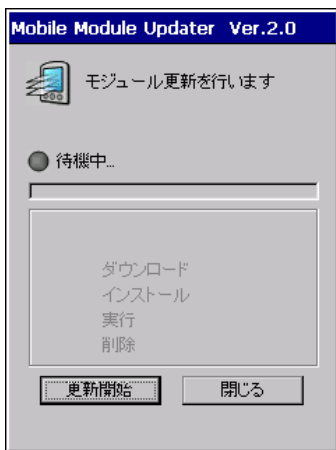 Mobile Module Updater Ver.2.0
モジュール更新を行います
待機中...
ダウンロード
インストール
実行
削除
更新開始
閉じる